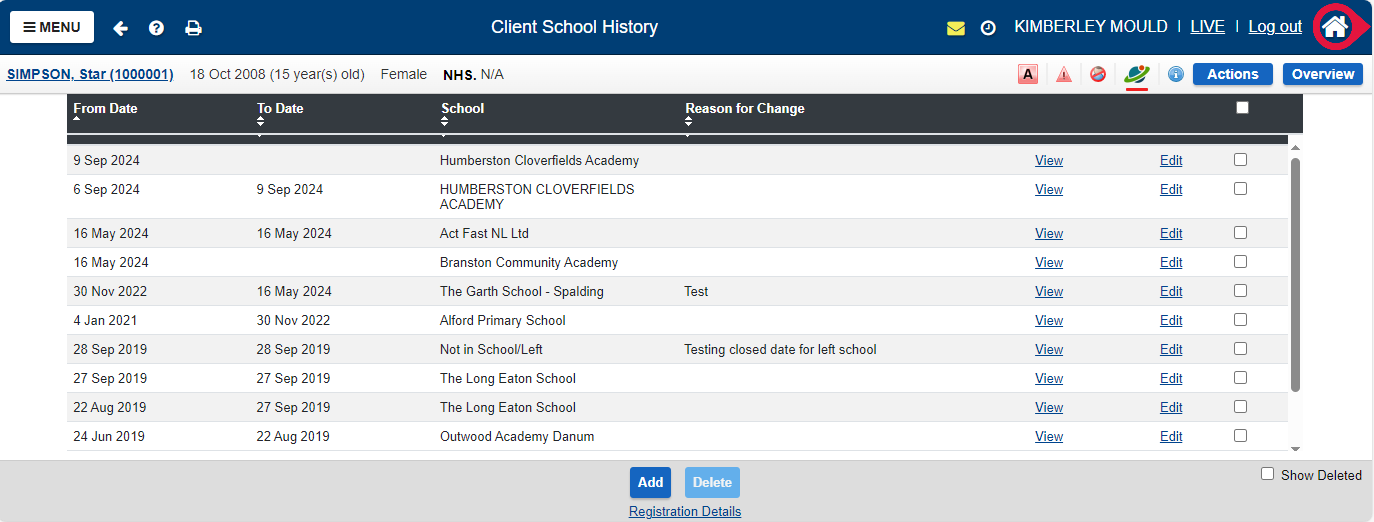 MENU ? Client School History KIMBERLEY MOULD | LIVE | Log out
SIMPSON, Star (1000001) 18 Oct 2008 (15 year(s) old) Female NHS. N/A A i Actions Overview
From Date To Date School Reason for Change
9 Sep 2024 Humberston Cloverfields Academy View Edit
6 Sep 2024 9 Sep 2024 HUMBERSTON CLOVERFIELDS View Edit
ACADEMY
16 May 2024 16 May 2024 Act Fast NL Ltd View Edit
16 May 2024 Branston Community Academy View Edit
30 Nov 2022 16 May 2024 The Garth School - Spalding Test View Edit
4 Jan 2021 30 Nov 2022 Alford Primary School View Edit
28 Sep 2019 28 Sep 2019 Not in School/Left Testing closed date for left school View Edit
27 Sep 2019 27 Sep 2019 The Long Eaton School View Edit
22 Aug 2019 27 Sep 2019 The Long Eaton School View Edit
24 Jun 2019 22 Aug 2019 Outwood Academy Danum View Edit
Add Delete Show Deleted
Registration Details